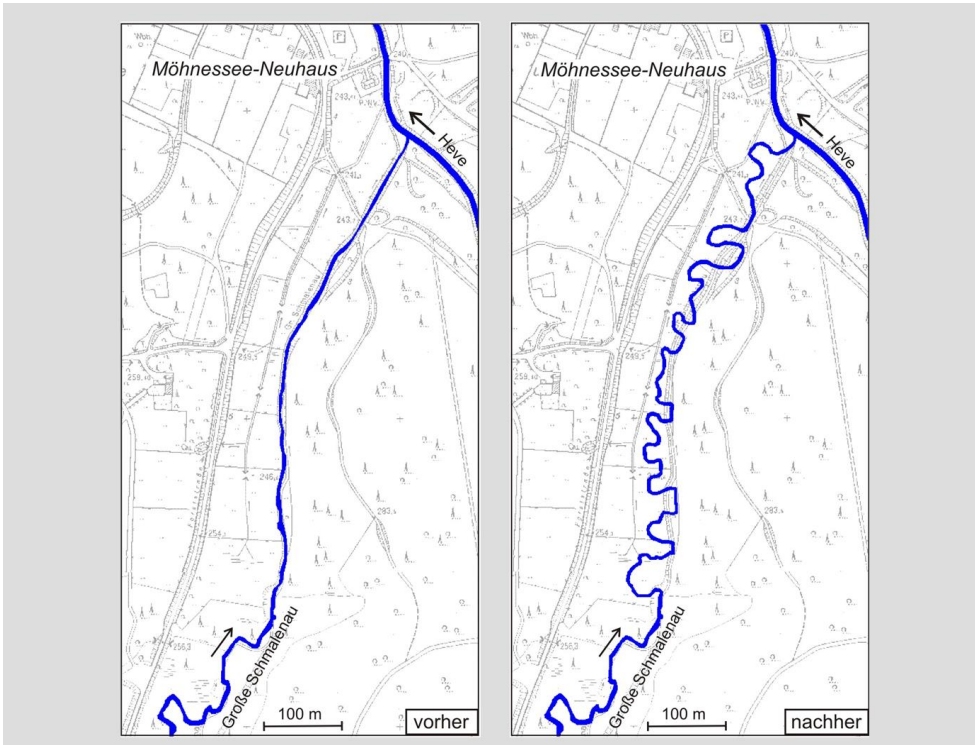 Möhnessee-Neuhaus
Heve
Große Schmalenau
100 m
vorher
Möhnessee-Neuhaus
Heve
Große Schmalenau
100 m
nachher